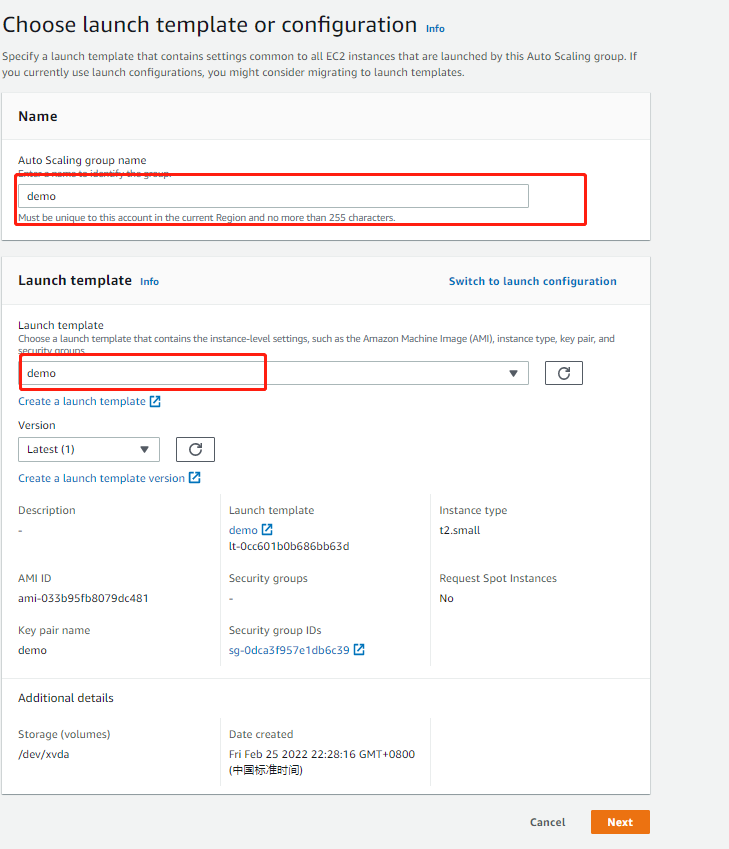 Choose launch template or configuration Info
Specify a launch template that contains settings common to all EC2 instances that are launched by this Auto Scaling group. If
you currently use launch configurations, you might consider migrating to launch templates.
Name
Auto Scaling group name
Enter a name to identify the group.
demo
Must be unique to this account in the current Region and no more than 255 characters.
Launch template Info
Switch to launch configuration
Launch template
Choose a launch template that contains the instance-level settings, such as the Amazon Machine Image (AMI), instance type, key pair, and
security groups.
demo
Create a launch template
Version
Latest (1)
Create a launch template version
Description
-
Launch template
demo
lt-0cc601b0b686bb63d
Instance type
t2.small
AMI ID
ami-033b95fb8079dc481
Security groups
-
Request Spot Instances
No
Key pair name
demo
Security group IDs
sg-0dca3f957e1db6c39
Additional details
Storage (volumes)
/dev/xvda
Date created
Fri Feb 25 2022 22:28:16 GMT+0800
(中国标准时间)
Cancel
Next